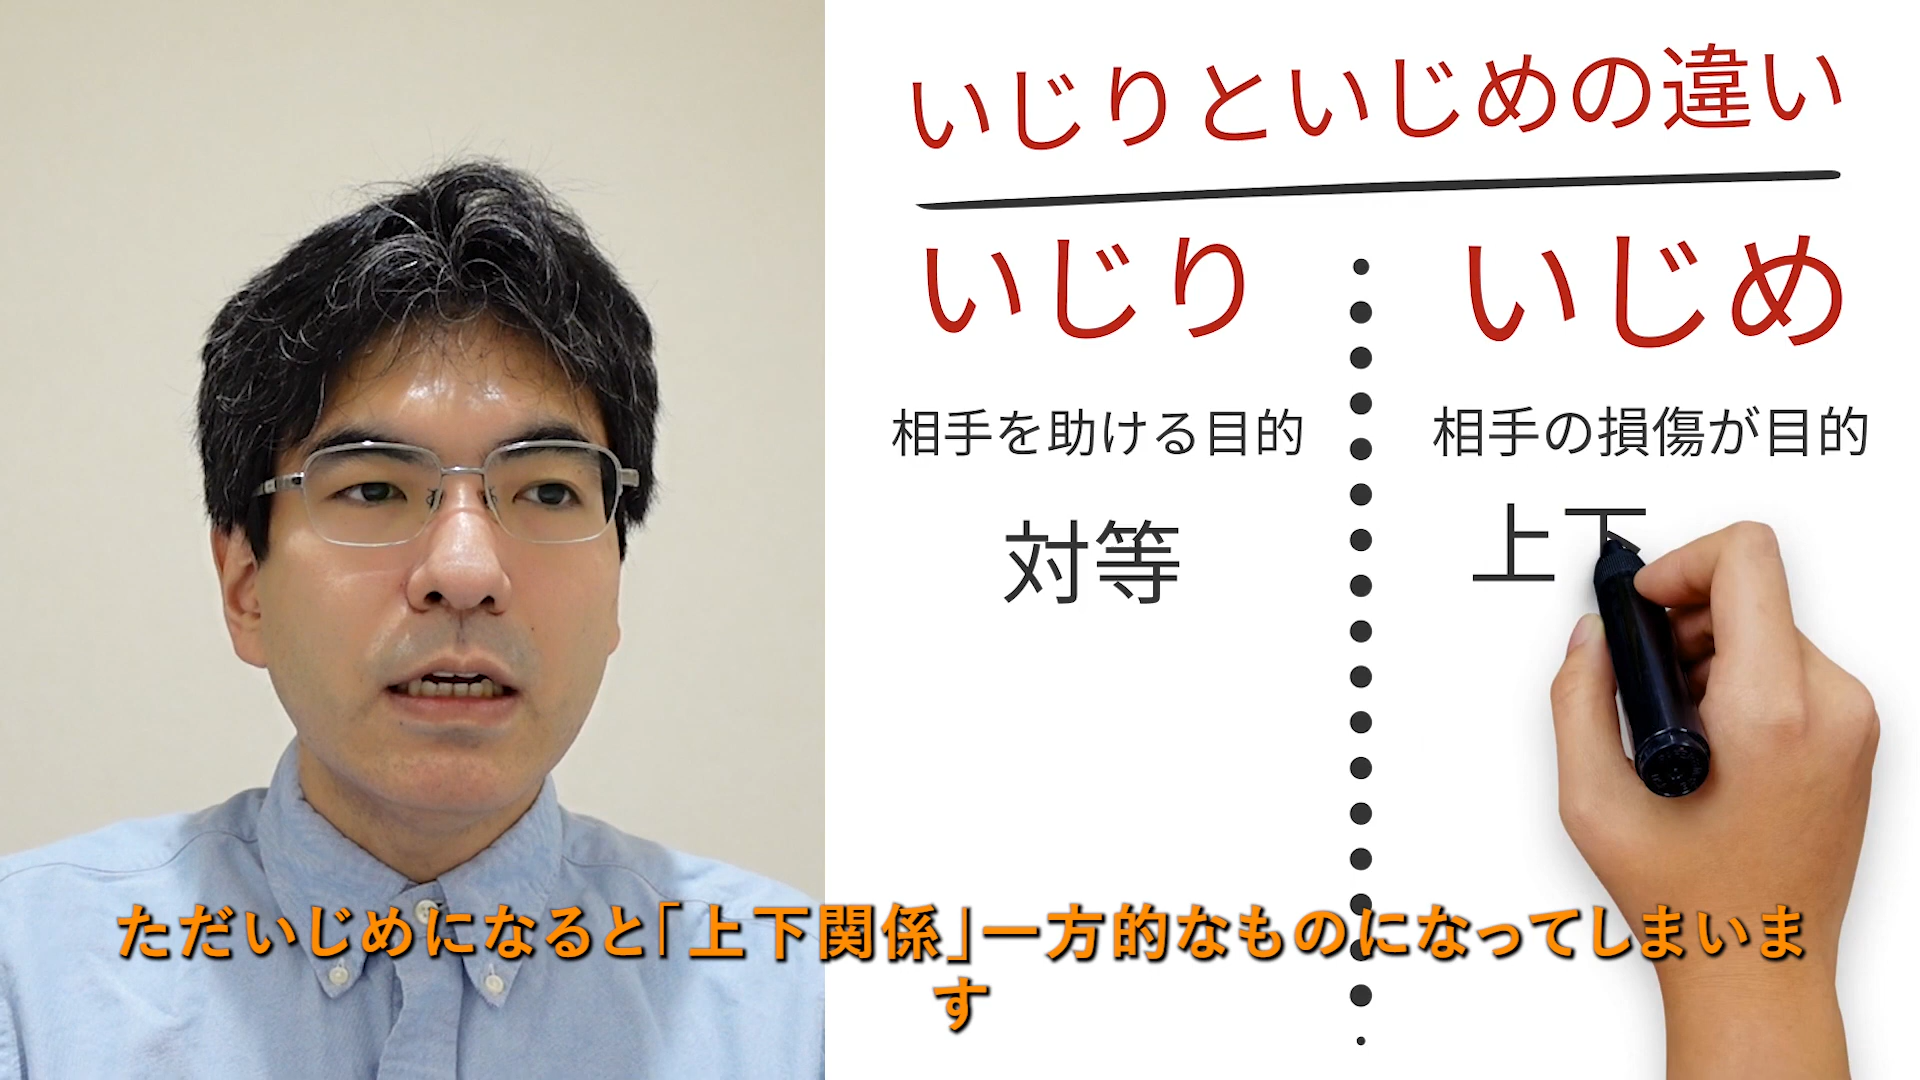 いじりといじめの違い
いじり
いじめ
相手を助ける目的
相手の損傷が目的
対等
上下
ただいじめになると「上下関係」一方的なものになってしまいま
す